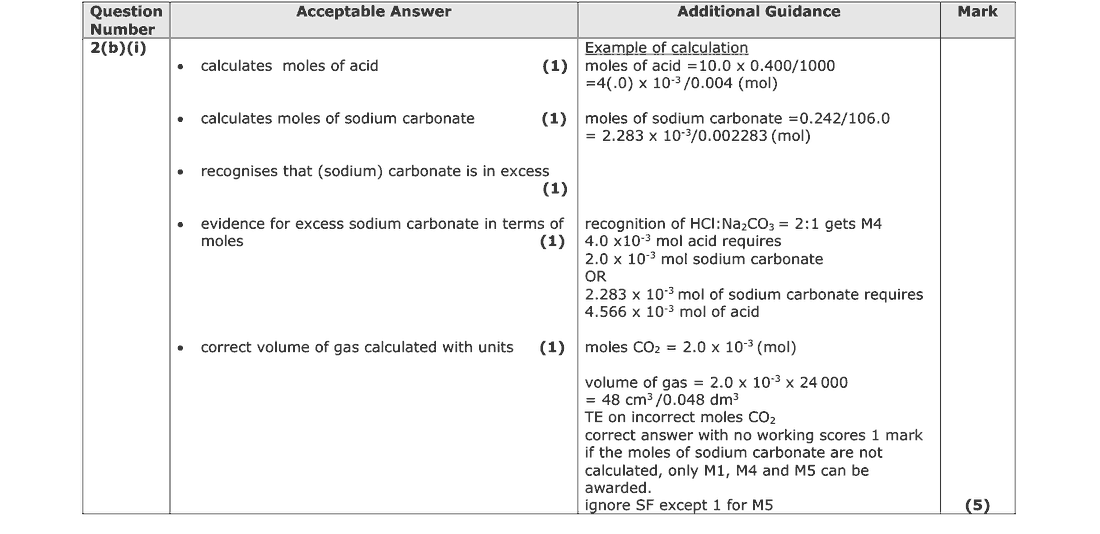 Question Number
Acceptable Answer
Additional Guidance
Mark
2(b)(i)
• calculates moles of acid (1)
• calculates moles of sodium carbonate (1)
• recognises that (sodium) carbonate is in excess
(1)
• evidence for excess sodium carbonate in terms of
moles (1)
• correct volume of gas calculated with units (1)
Example of calculation
moles of acid =10.0 x 0.400/1000
=4(.0) x 10⁻³/0.004 (mol)
moles of sodium carbonate =0.242/106.0
= 2.283 x 10⁻³/0.002283 (mol)
recognition of HCl:Na₂CO₃ = 2:1 gets M4
4.0 x10⁻³ mol acid requires
2.0 x 10⁻³ mol sodium carbonate
OR
2.283 x 10⁻³ mol of sodium carbonate requires
4.566 x 10⁻³ mol of acid
moles CO₂ = 2.0 x 10⁻³ (mol)
volume of gas = 2.0 x 10⁻³ x 24 000
= 48 cm³/0.048 dm³
TE on incorrect moles CO₂
correct answer with no working scores 1 mark
if the moles of sodium carbonate are not
calculated, only M1, M4 and M5 can be
awarded.
ignore SF except 1 for M5
(5)